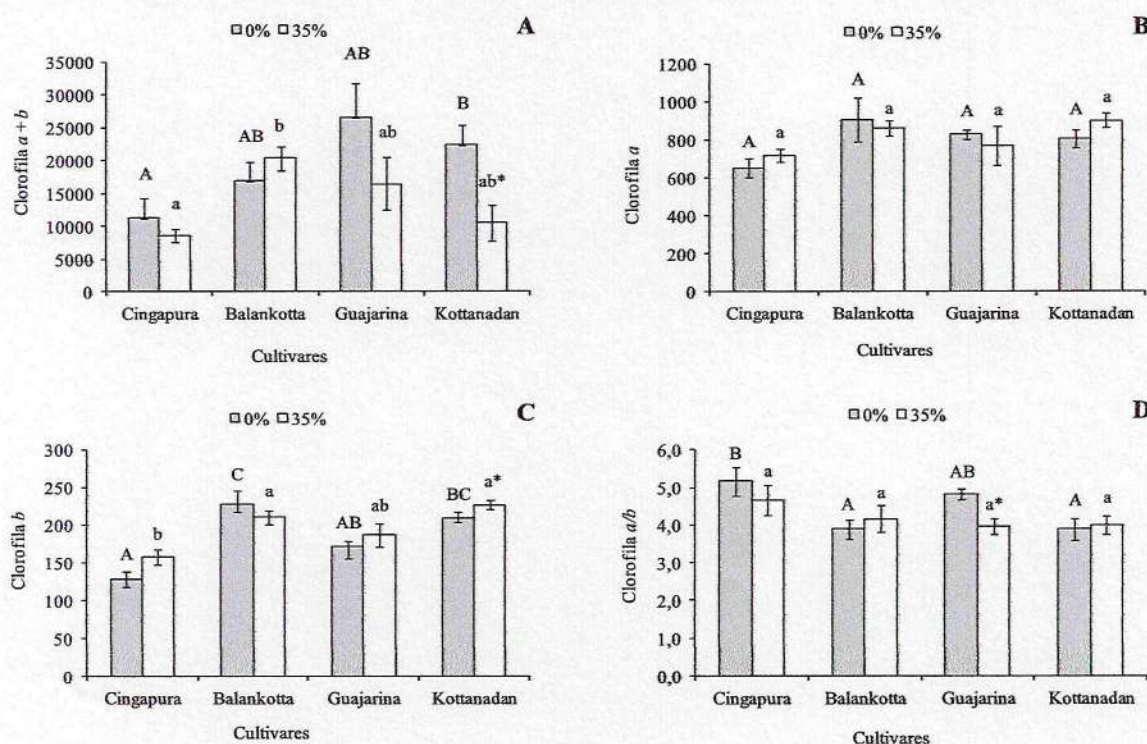 A
0% 35%
Clorofila a + b
35000
30000
25000
20000
15000
10000
5000
0
A a AB b AB ab B ab*
Cingapura Balankotta Guajarina Kottanadan
Cultivares
B
0% 35%
Clorofila a
1200
1000
800
600
400
200
0
A a A a A a A a
Cingapura Balankotta Guajarina Kottanadan
Cultivares
C
0% 35%
Clorofila b
300
250
200
150
100
50
0
A b C a AB ab BC a*
Cingapura Balankotta Guajarina Kottanadan
Cultivares
D
0% 35%
Clorofila a/b
6,0
5,0
4,0
3,0
2,0
1,0
0,0
B a A a AB a* A a
Cingapura Balankotta Guajarina Kottanadan
Cultivares